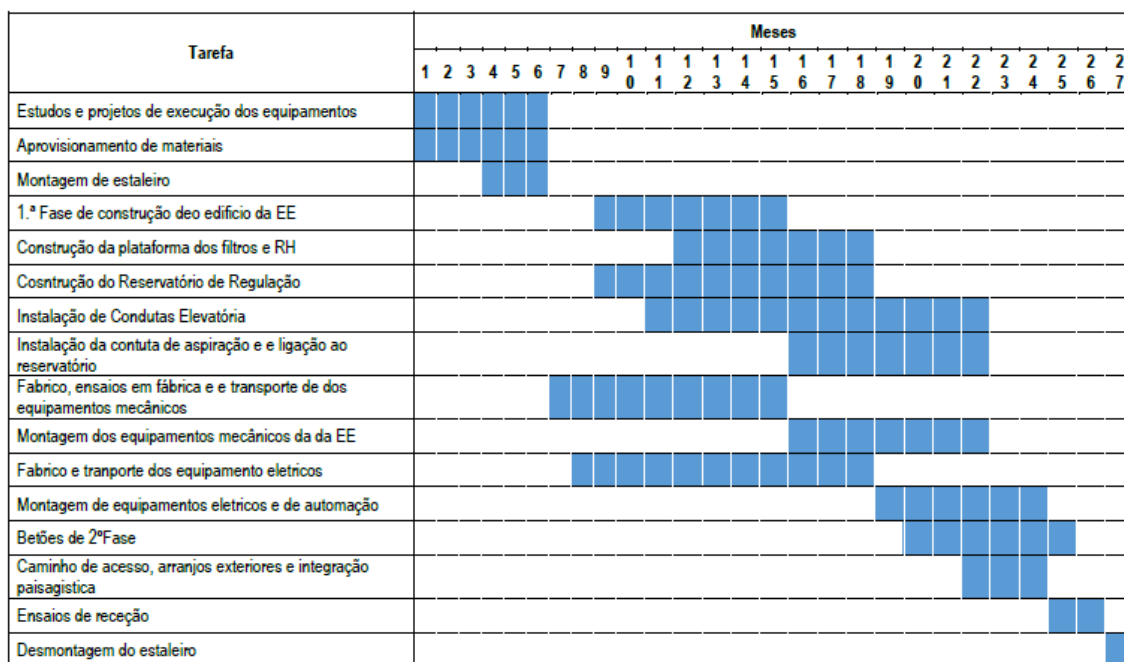 Tarefa
Meses
1 2 3 4 5 6 7 8 9 10 11 12 13 14 15 16 17 18 19 20 21 22 23 24 25 26 27
Estudos e projetos de execução dos equipamentos
Aprovisionamento de materiais
Montagem de estaleiro
1.ª Fase de construção deo edificio da EE
Construção da plataforma dos filtros e RH
Cosntrução do Reservatório de Regulação
Instalação de Condutas Elevatória
Instalação da contuta de aspiração e e ligação ao
reservatório
Fabrico, ensaios em fábrica e e transporte de dos
equipamentos mecânicos
Montagem dos equipamentos mecânicos da da EE
Fabrico e tranporte dos equipamento eletricos
Montagem de equipamentos eletricos e de automação
Betões de 2ºFase
Caminho de acesso, arranjos exteriores e integração
paisagistica
Ensaios de receção
Desmontagem do estaleiro